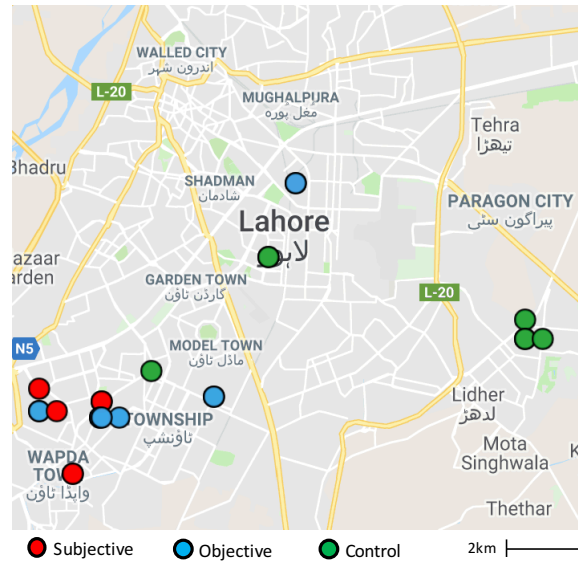 WALLED CITY
اندرون شہر
L-20
MUGHALPURA
مُغل پورہ
Tehra
تیھڑا
Bhadru
SHADMAN
شادمان
PARAGON CITY
پیراگون سٹی
Lahore
لاہور
azaar
arden
GARDEN TOWN
گارڈن ٹاؤن
L-20
N5
MODEL TOWN
ماڈل ٹاؤن
Lidher
لدھڑ
TOWNSHIP
ٹاؤنشپ
Mota
Singhwala
K
WAPDA
TOWN
واپڈا ٹاؤن
Thethar
Subjective
Objective
Control
2km